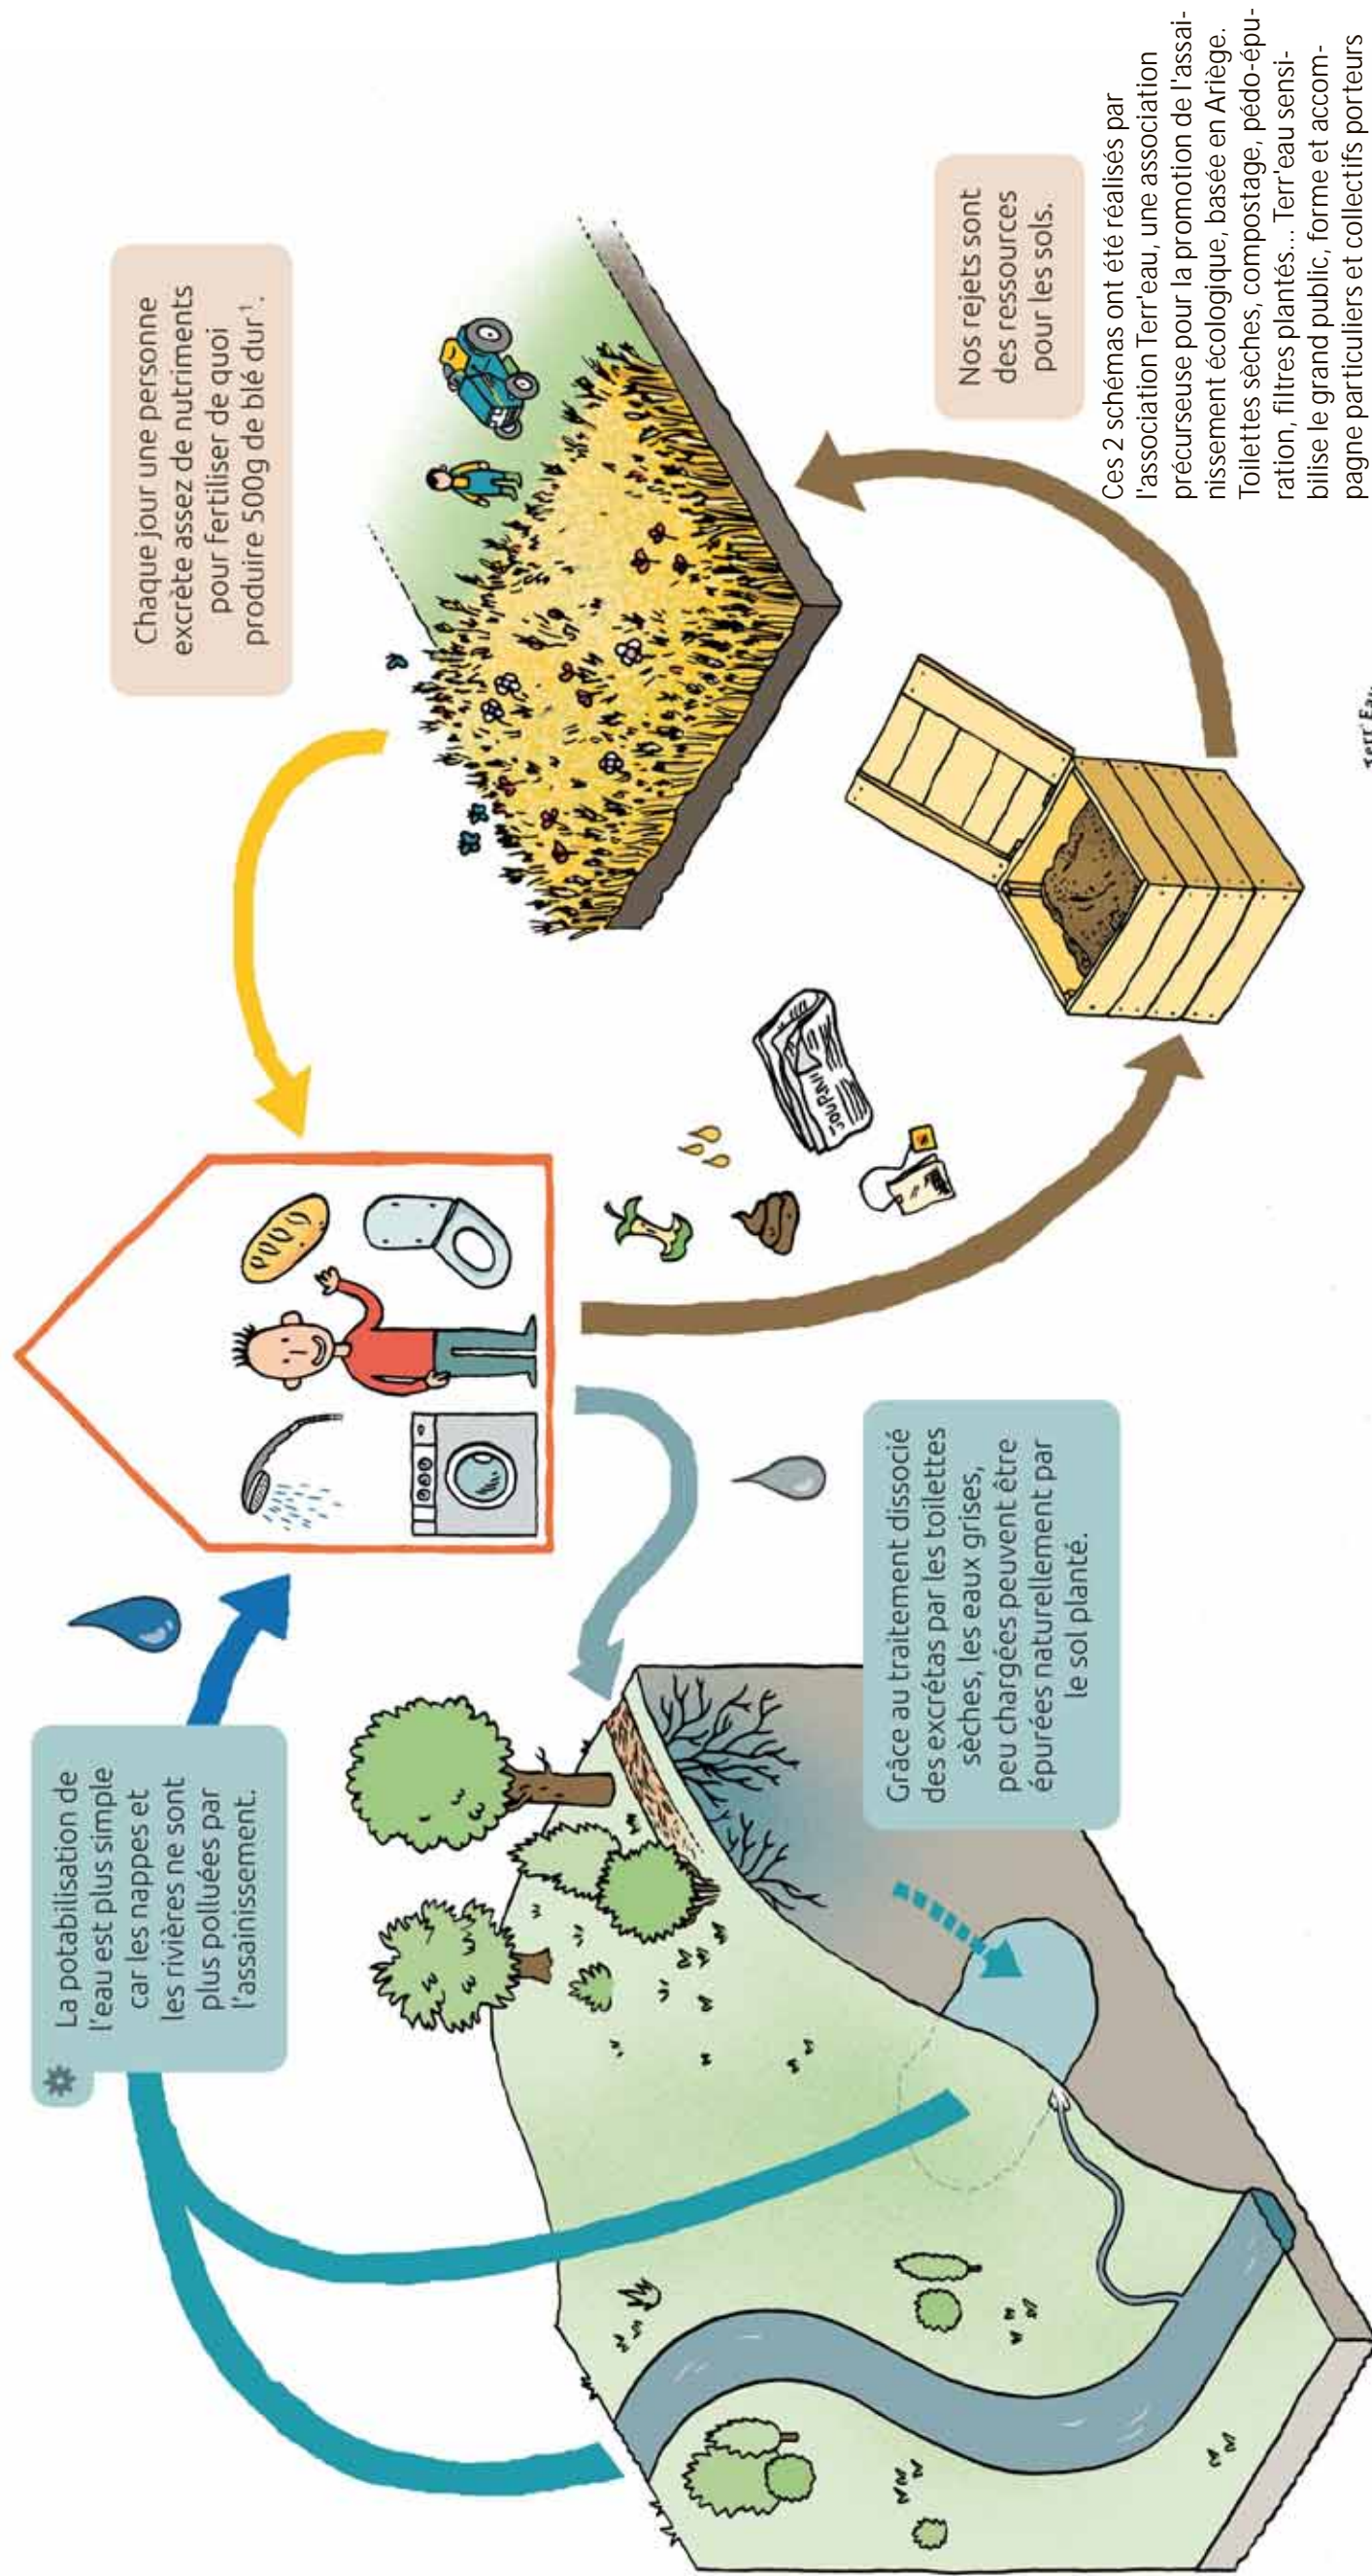 La potabilisation de
l'eau est plus simple
car les nappes et
les rivières ne sont
plus polluées par
l'assainissement.
Chaque jour une personne
excrète assez de nutriments
pour fertiliser de quoi
produire 500g de blé dur¹.
JOURNAL
Grâce au traitement dissocié
des excrétas par les toilettes
sèches, les eaux grises,
peu chargées peuvent être
épurées naturellement par
le sol planté.
Nos rejets sont
des ressources
pour les sols.
Ces 2 schémas ont été réalisés par
l'association Terr'eau, une association
précurseuse pour la promotion de l'assai-
nissement écologique, basée en Ariège.
Toilettes sèches, compostage, pédo-épu-
ration, filtres plantés... Terr'eau sensi-
bilise le grand public, forme et accom-
pagne particuliers et collectifs porteurs
Terr'Eau